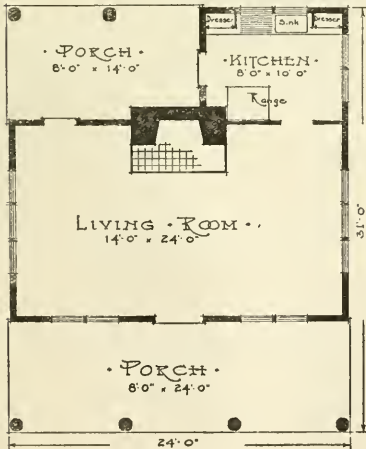 Dresser
Sink
Dresser
· PORCH ·
8'-0" × 14'-0"
· KITCHEN ·
8'-0" × 10'-0"
Range
LIVING · ROOM ·
14'-0" × 24'-0"
31'-0"
· PORCH ·
8'-0" × 24'-0"
24'-0"